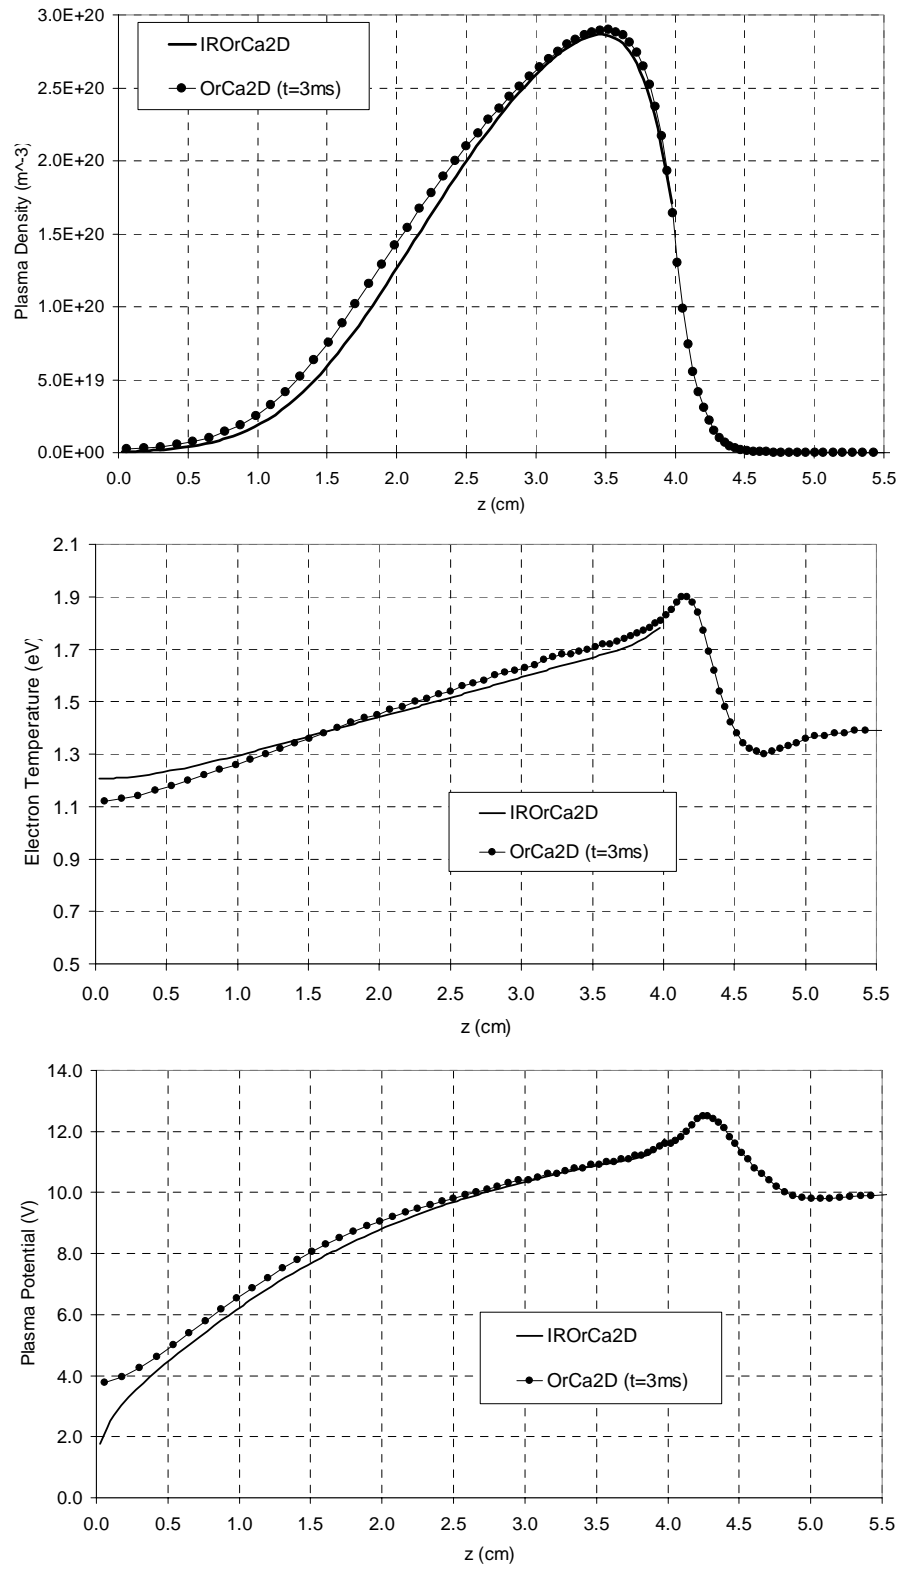 3.0E+20
2.5E+20
2.0E+20
1.5E+20
1.0E+20
5.0E+19
0.0E+00
Plasma Density (m^-3)
IROrCa2D
OrCa2D (t=3ms)
0.0 0.5 1.0 1.5 2.0 2.5 3.0 3.5 4.0 4.5 5.0 5.5
z (cm)
2.1
1.9
1.7
1.5
1.3
1.1
0.9
0.7
0.5
Electron Temperature (eV)
IROrCa2D
OrCa2D (t=3ms)
0.0 0.5 1.0 1.5 2.0 2.5 3.0 3.5 4.0 4.5 5.0 5.5
z (cm)
14.0
12.0
10.0
8.0
6.0
4.0
2.0
0.0
Plasma Potential (V)
IROrCa2D
OrCa2D (t=3ms)
0.0 0.5 1.0 1.5 2.0 2.5 3.0 3.5 4.0 4.5 5.0 5.5
z (cm)